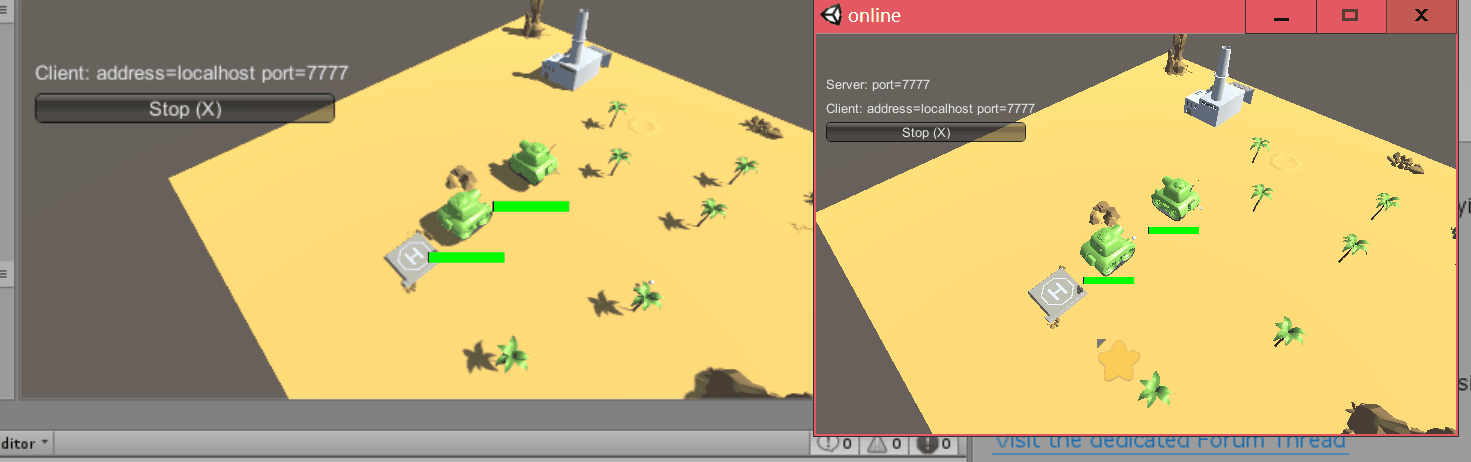 online
Client: address=localhost port=7777
Stop (X)
Server: port=7777
Client: address=localhost port=7777
Stop (X)
H
H
ditor
0
0
0
Visit the dedicated Forum Thread